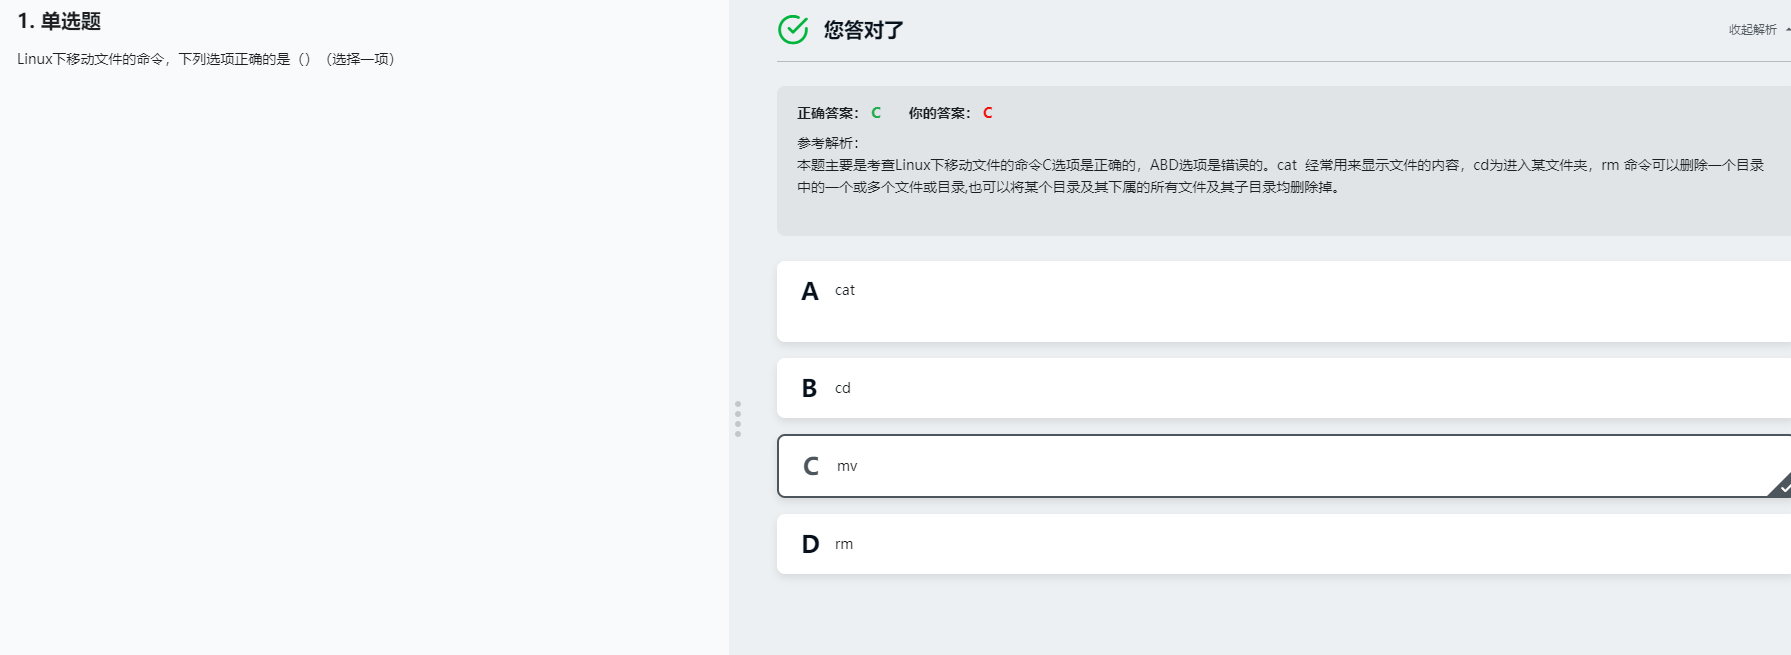 1. 单选题
Linux下移动文件的命令，下列选项正确的是（）（选择一项）
您答对了
收起解析
正确答案： C 你的答案： C
参考解析：
本题主要是考查Linux下移动文件的命令C选项是正确的，ABD选项是错误的。cat 经常用来显示文件的内容，cd为进入某文件夹，rm 命令可以删除一个目录
中的一个或多个文件或目录,也可以将某个目录及其下属的所有文件及其子目录均删除掉。
A cat
B cd
C mv
D rm